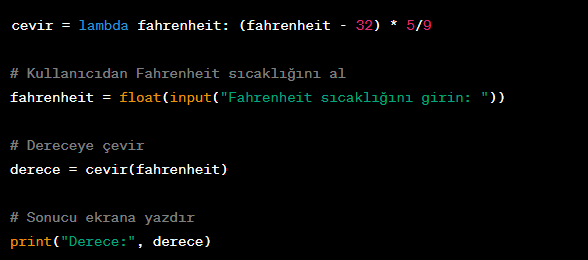 cevir = lambda fahrenheit: (fahrenheit - 32) * 5/9
# Kullanıcıdan Fahrenheit sıcaklığını al
fahrenheit = float(input("Fahrenheit sıcaklığını girin: "))
# Dereceye çevir
derece = cevir(fahrenheit)
# Sonucu ekrana yazdır
print("Derece:", derece)